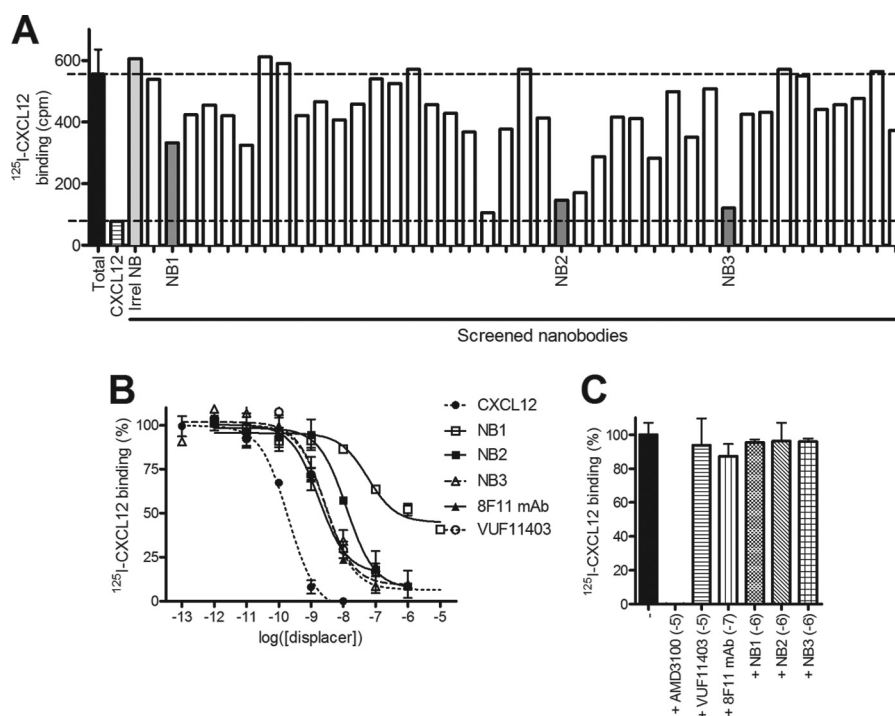 A
¹²⁵I-CXCL12
binding (cpm)
600
400
200
0
Total
CXCL12
Irrel NB
NB1
NB2
NB3
Screened nanobodies
B
¹²⁵I-CXCL12 binding (%)
100
75
50
25
0
-13 -12 -11 -10 -9 -8 -7 -6 -5
log([displacer])
CXCL12
NB1
NB2
NB3
8F11 mAb
VUF11403
C
¹²⁵I-CXCL12 binding (%)
100
80
60
40
20
0
-
+ AMD3100 (-5)
+ VUF11403 (-5)
+ 8F11 mAb (-7)
+ NB1 (-6)
+ NB2 (-6)
+ NB3 (-6)